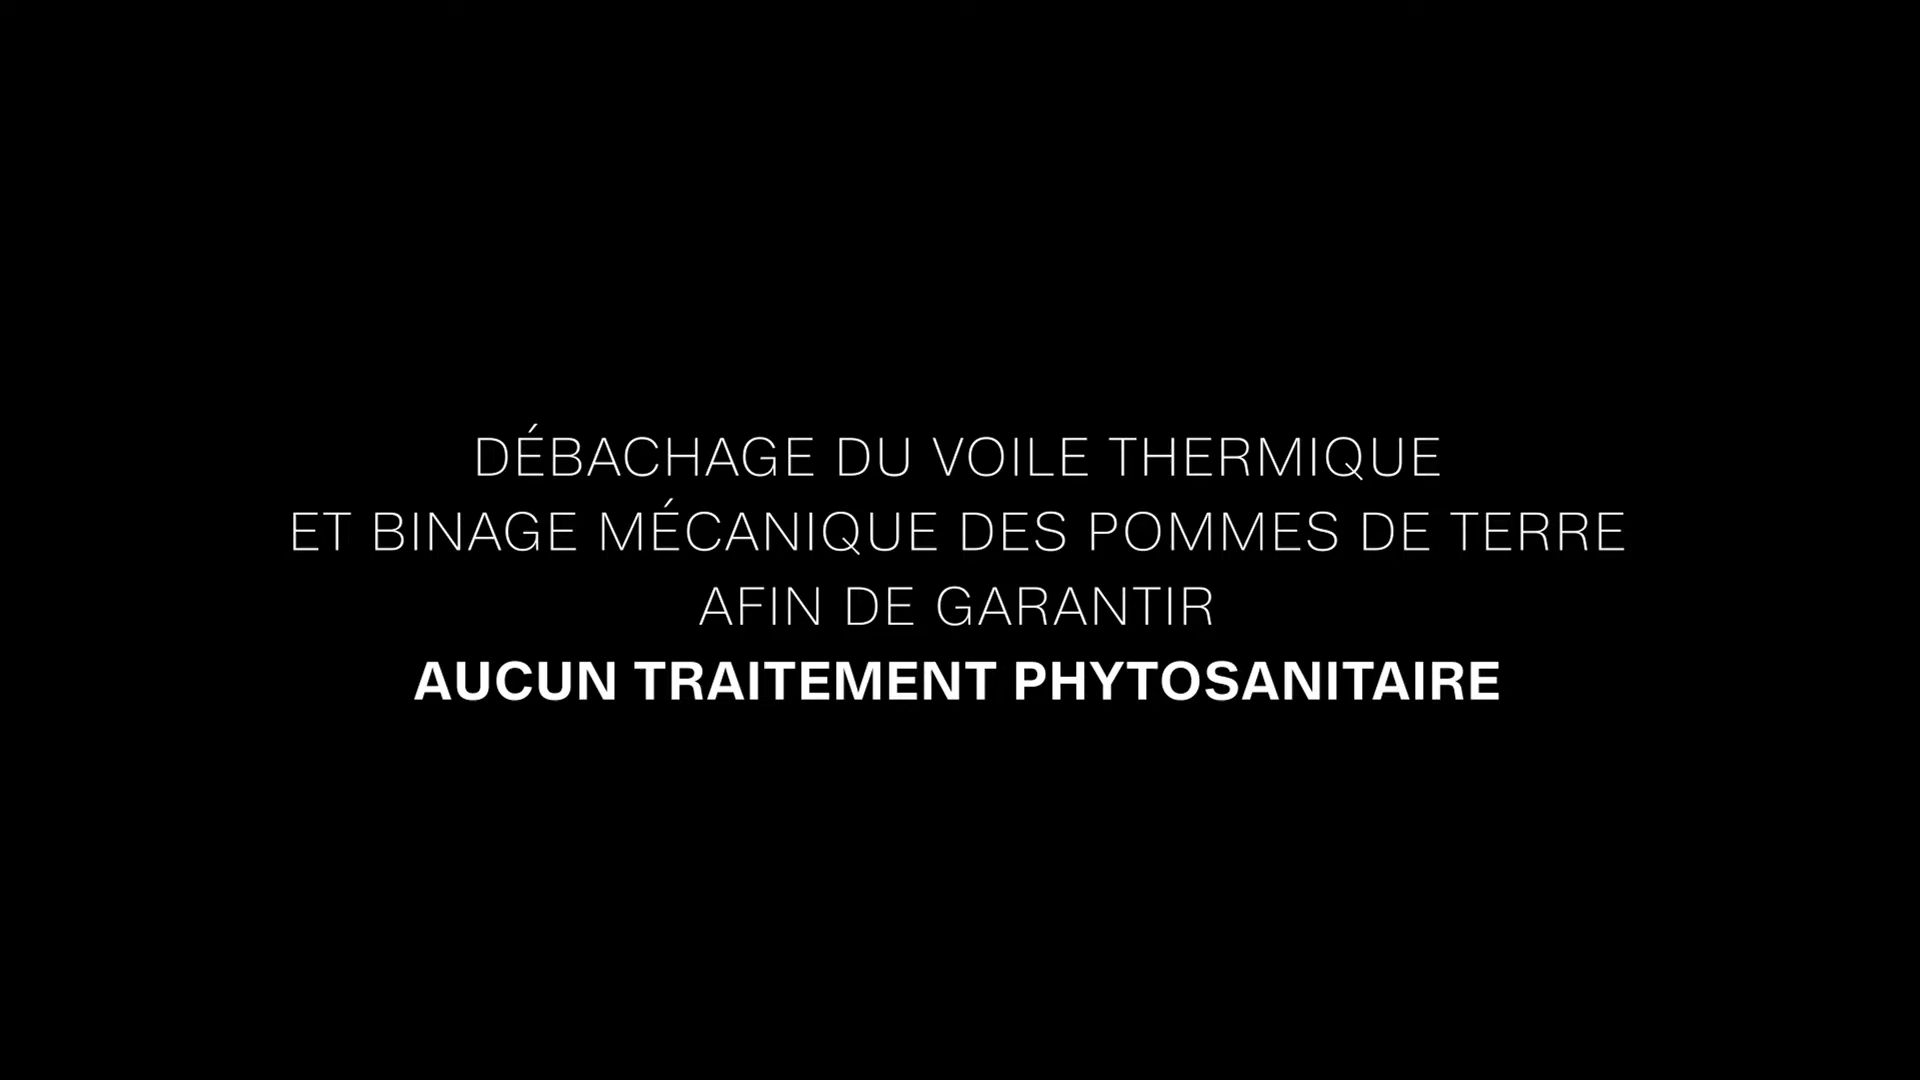 DÉBACHAGE DU VOILE THERMIQUE
ET BINAGE MÉCANIQUE DES POMMES DE TERRE
AFIN DE GARANTIR
AUCUN TRAITEMENT PHYTOSANITAIRE